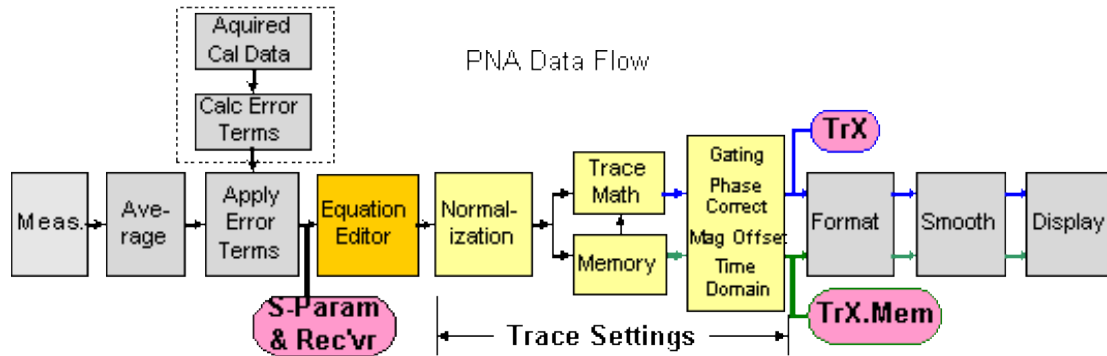 PNA Data Flow
Aquired
Cal Data
Calc Error
Terms
Meas.
Ave-
rage
Apply
Error
Terms
S-Param
& Rec'vr
Equation
Editor
Normal-
ization
Trace
Math
Memory
Gating
Phase
Correct
Mag Offset
Time
Domain
TrX
TrX.Mem
Format
Smooth
Display
Trace Settings